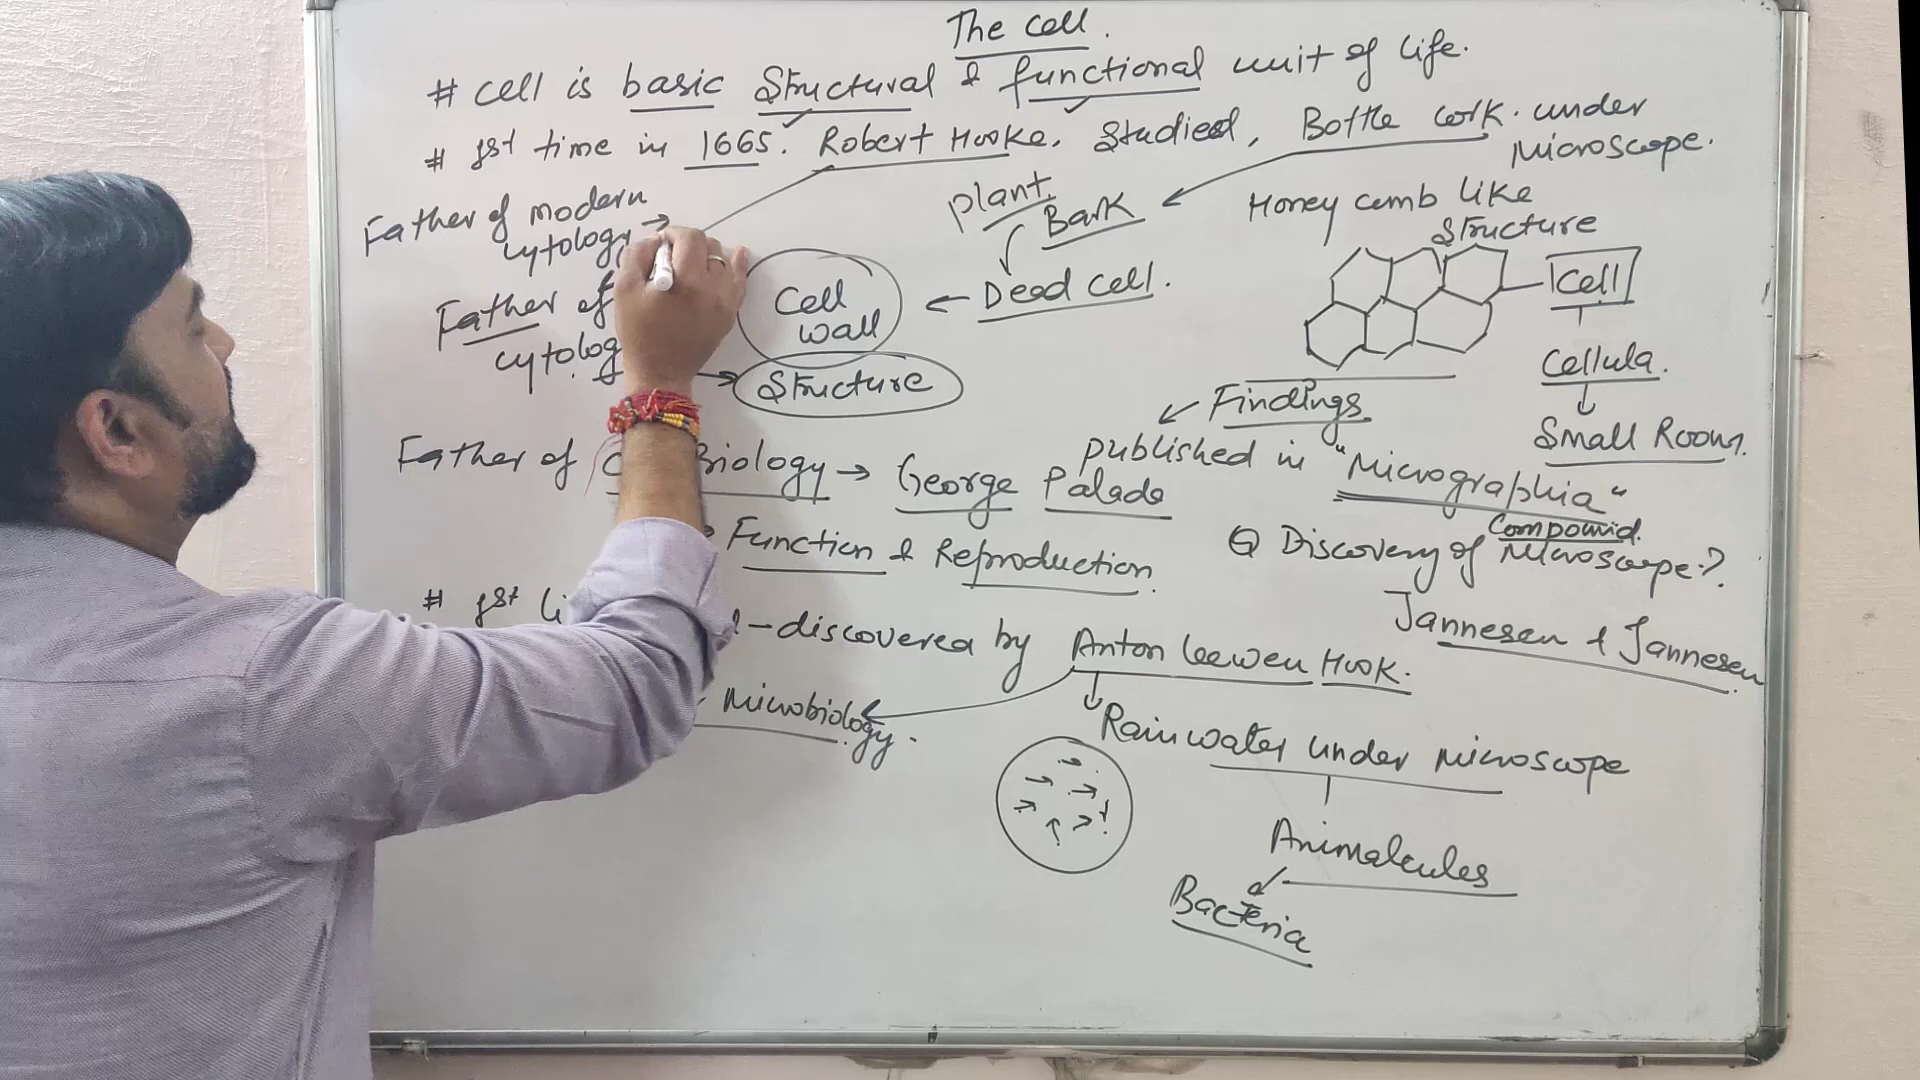 The cell.
# cell is basic Structural & functional unit of life.
# 1st time in 1665. Robert Hooke. Studied, Bottle cork. under
Microscope.
Father of modern
cytology →
Plant
Bark
Honey comb like
Structure
Cell
Cell
wall
← Dead cell.
Father of
cytology
Structure
Cellula.
Small Room.
Findings
Published in "Micrographia"
Father of Biology → George Palade
Function & Reproduction
Q Discovery of Compound.
Microscope.?
Jannesen & Jannesen
# 1st discovered by Anton Leewen Hook.
Microbiology.
Rain water under Microscope
Animalcules
Bacteria